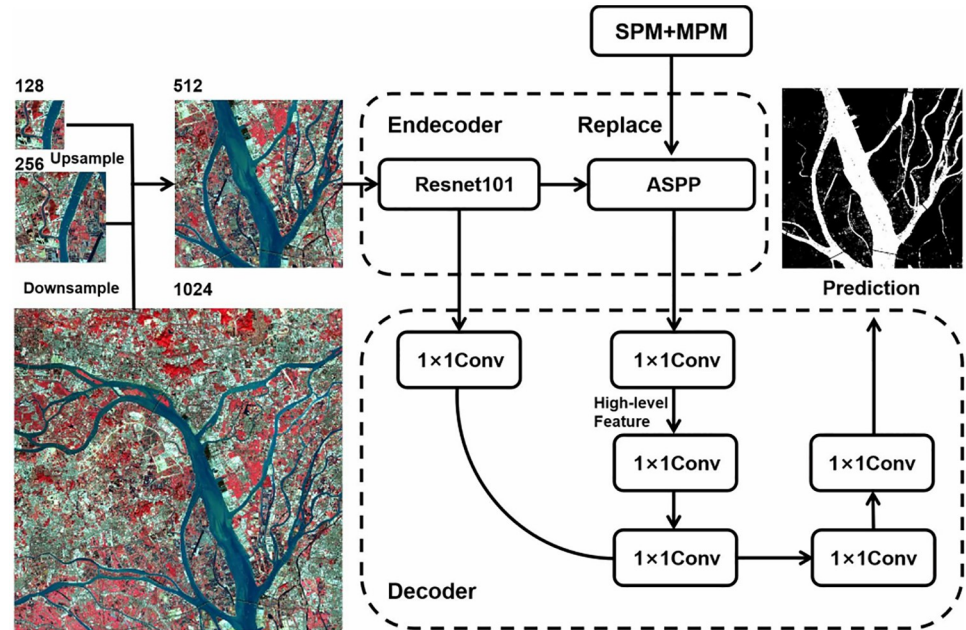 SPM+MPM
128
512
Endecoder
Replace
Upsample
256
Resnet101
ASPP
Downsample
1024
Prediction
1×1Conv
1×1Conv
High-level
Feature
1×1Conv
1×1Conv
1×1Conv
1×1Conv
Decoder